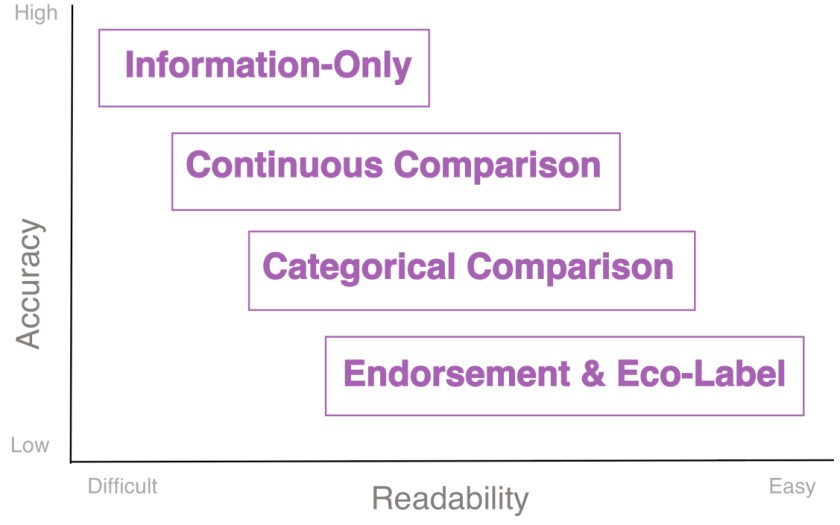 High
Information-Only
Continuous Comparison
Categorical Comparison
Endorsement & Eco-Label
Accuracy
Low
Difficult
Readability
Easy